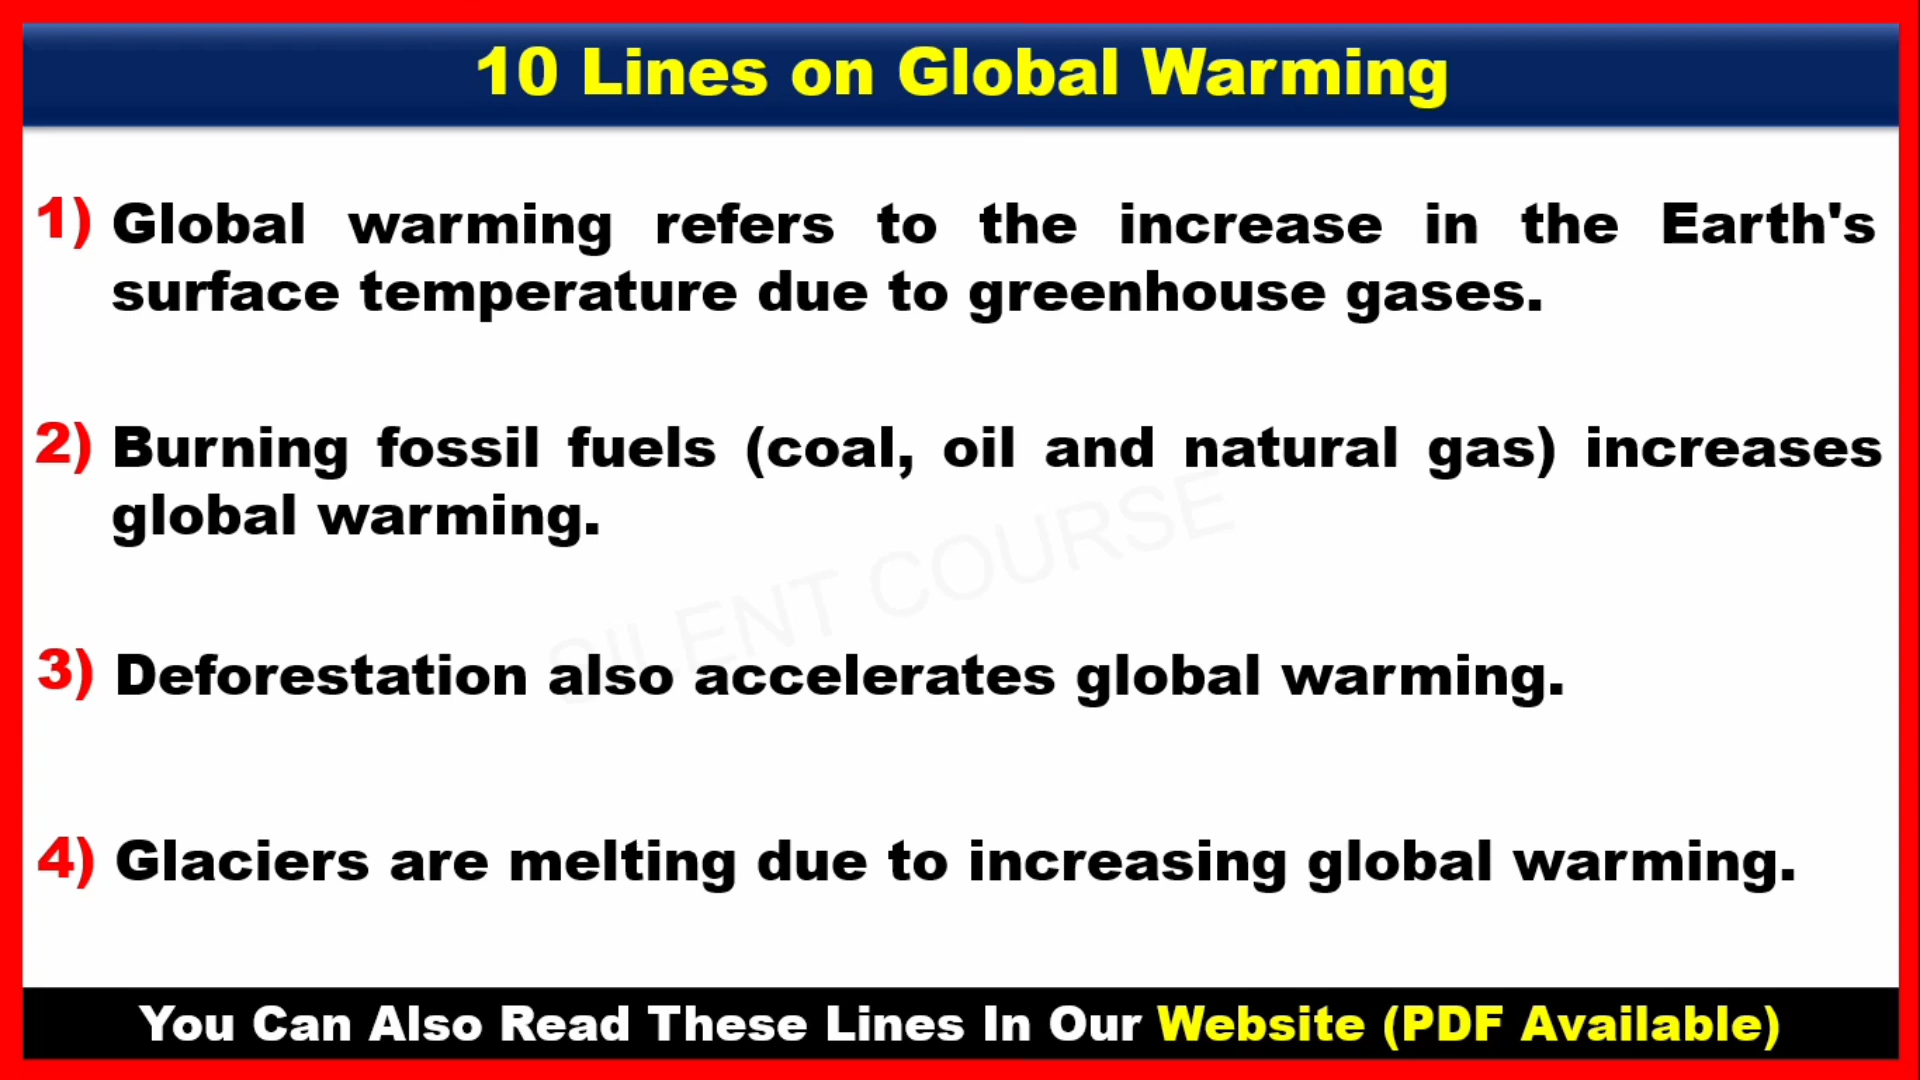 10 Lines on Global Warming
1) Global warming refers to the increase in the Earth's
surface temperature due to greenhouse gases.
2) Burning fossil fuels (coal, oil and natural gas) increases
global warming.
SILENT COURSE
3) Deforestation also accelerates global warming.
4) Glaciers are melting due to increasing global warming.
You Can Also Read These Lines In Our Website (PDF Available)